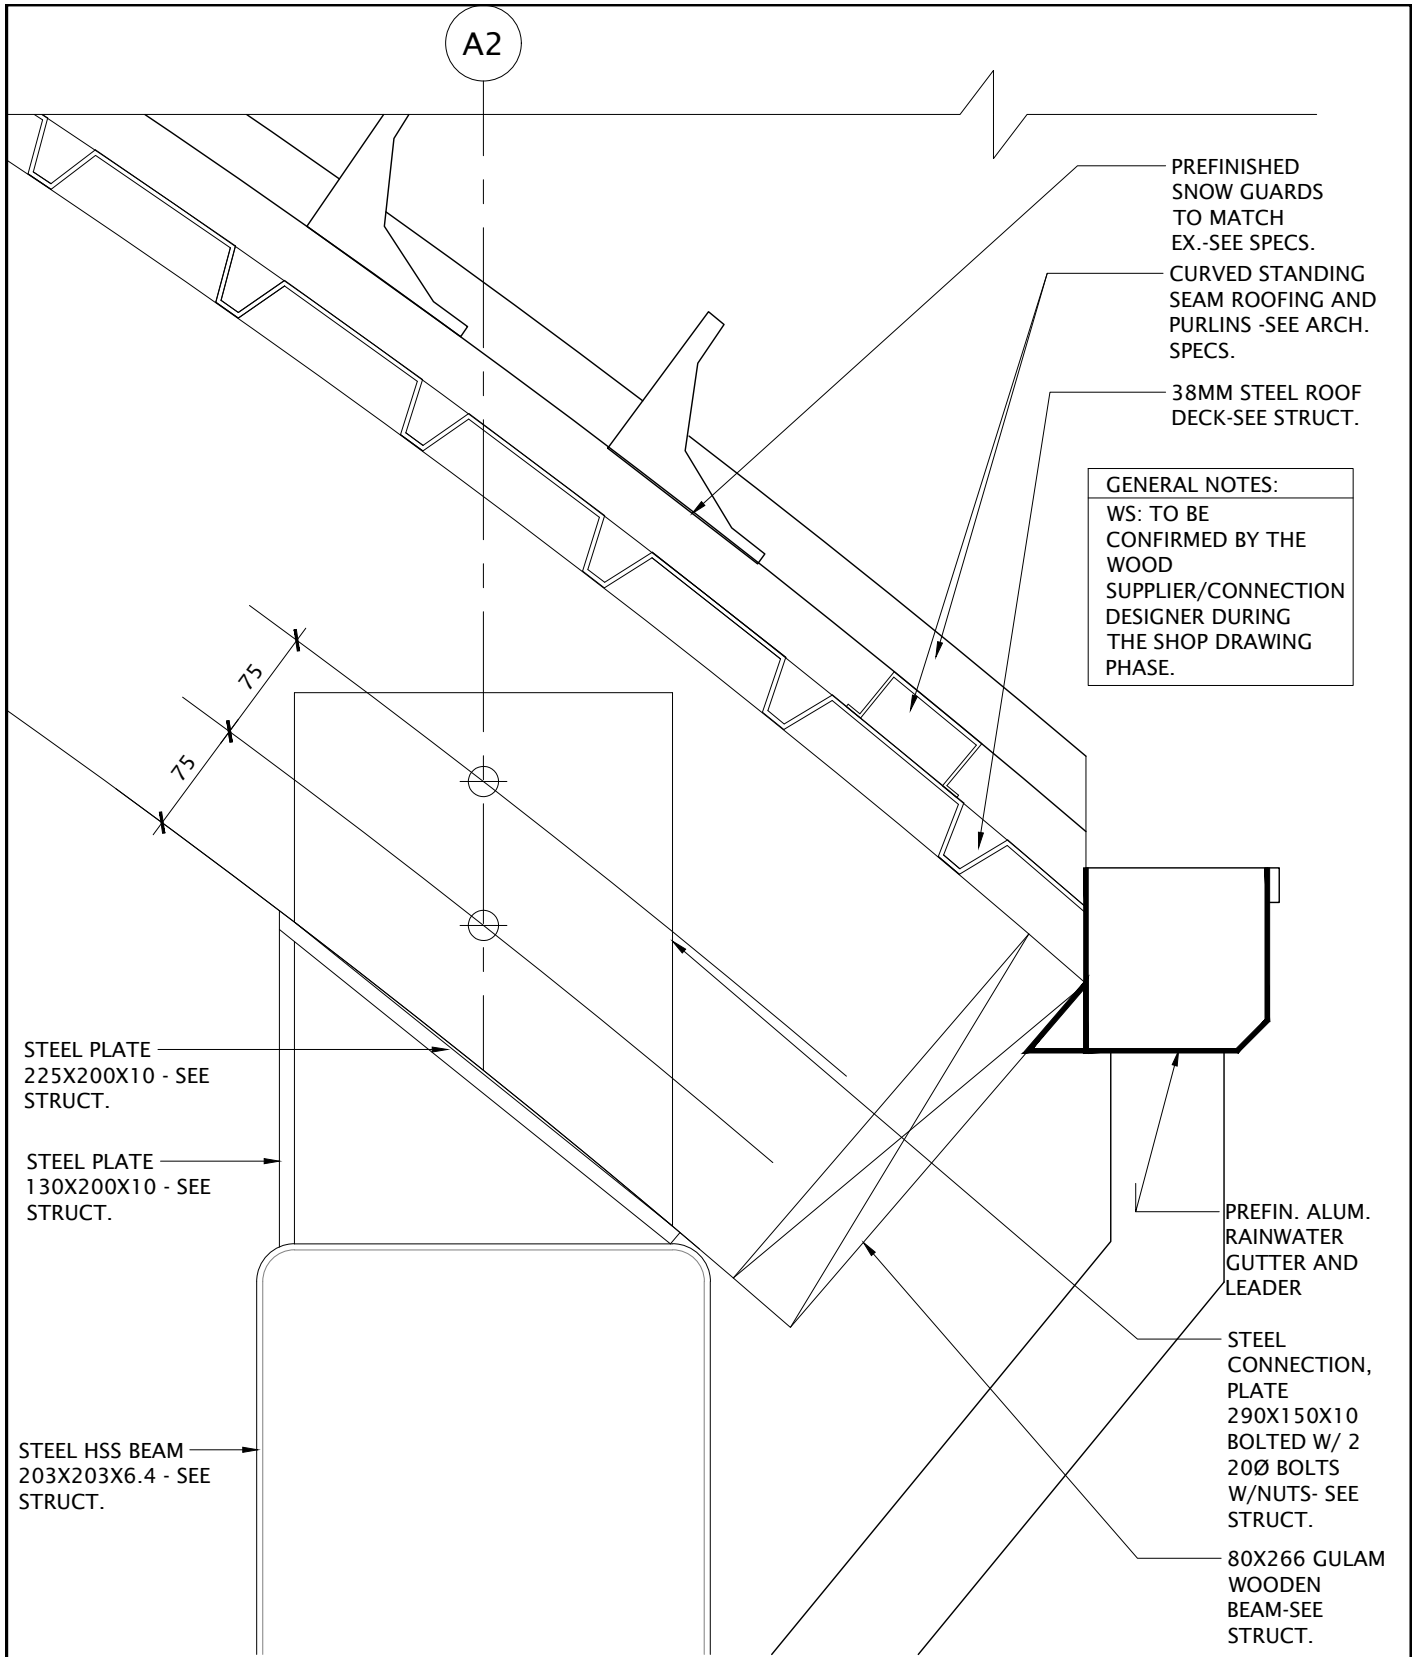 A2
PREFINISHED
SNOW GUARDS
TO MATCH
EX.-SEE SPECS.
CURVED STANDING
SEAM ROOFING AND
PURLINS -SEE ARCH.
SPECS.
38MM STEEL ROOF
DECK-SEE STRUCT.
GENERAL NOTES:
WS: TO BE
CONFIRMED BY THE
WOOD
SUPPLIER/CONNECTION
DESIGNER DURING
THE SHOP DRAWING
PHASE.
75
75
STEEL PLATE
225X200X10 - SEE
STRUCT.
STEEL PLATE
130X200X10 - SEE
STRUCT.
STEEL HSS BEAM
203X203X6.4 - SEE
STRUCT.
PREFIN. ALUM.
RAINWATER
GUTTER AND
LEADER
STEEL
CONNECTION,
PLATE
290X150X10
BOLTED W/ 2
20Ø BOLTS
W/NUTS- SEE
STRUCT.
80X266 GULAM
WOODEN
BEAM-SEE
STRUCT.